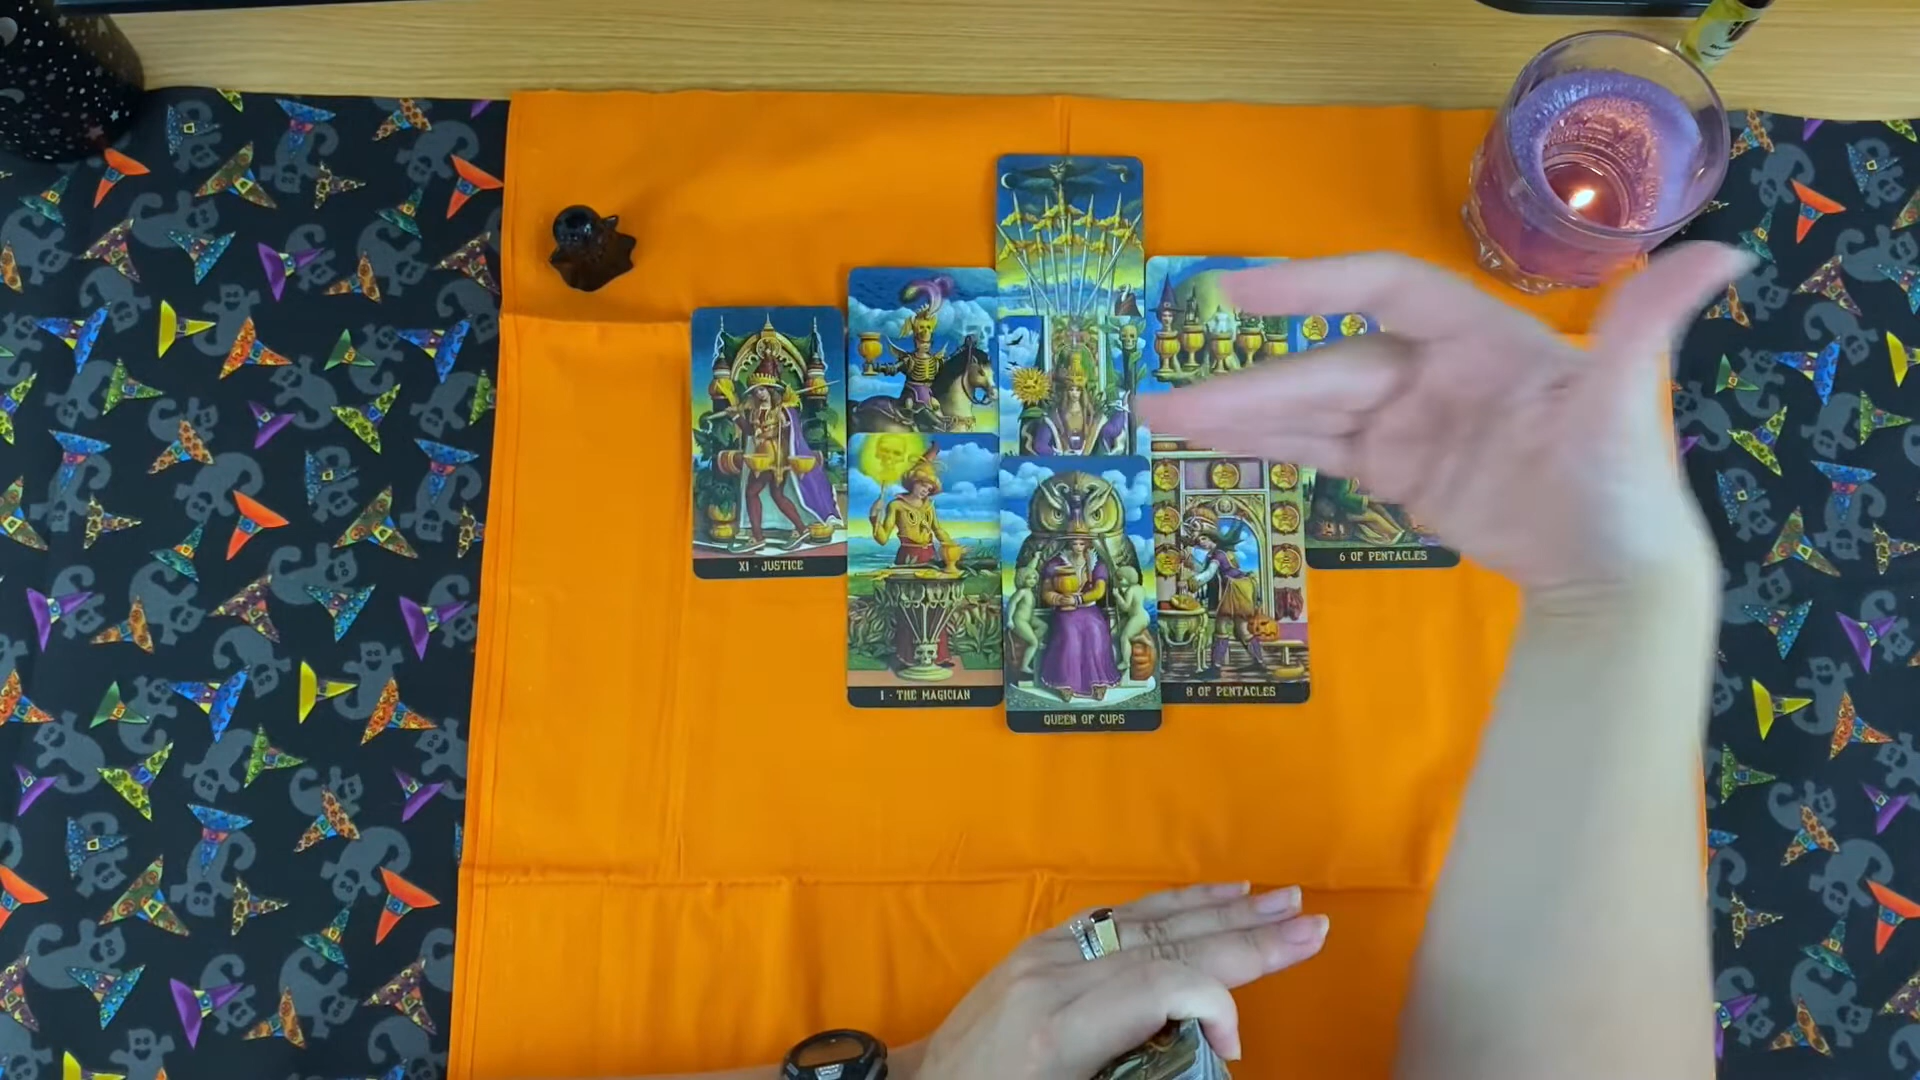 XI · JUSTICE
6 OF PENTACLES
I · THE MAGICIAN
8 OF PENTACLES
QUEEN OF CUPS